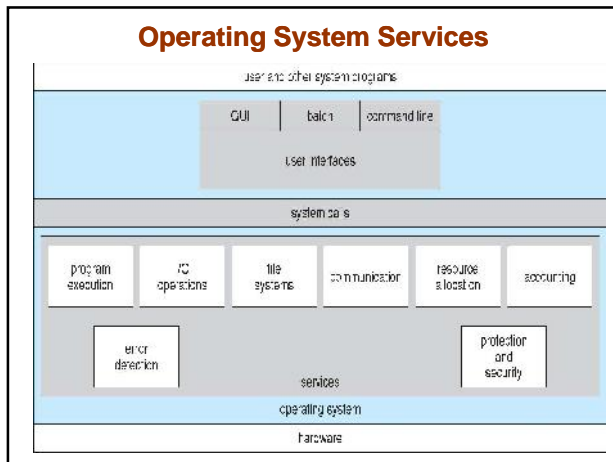 Operating System Services
user and other system programs
GUI batch command line
user interfaces
system calls
program execution
I/O operations
file systems
communication
resource allocation
accounting
error detection
protection and security
services
operating system
hardware